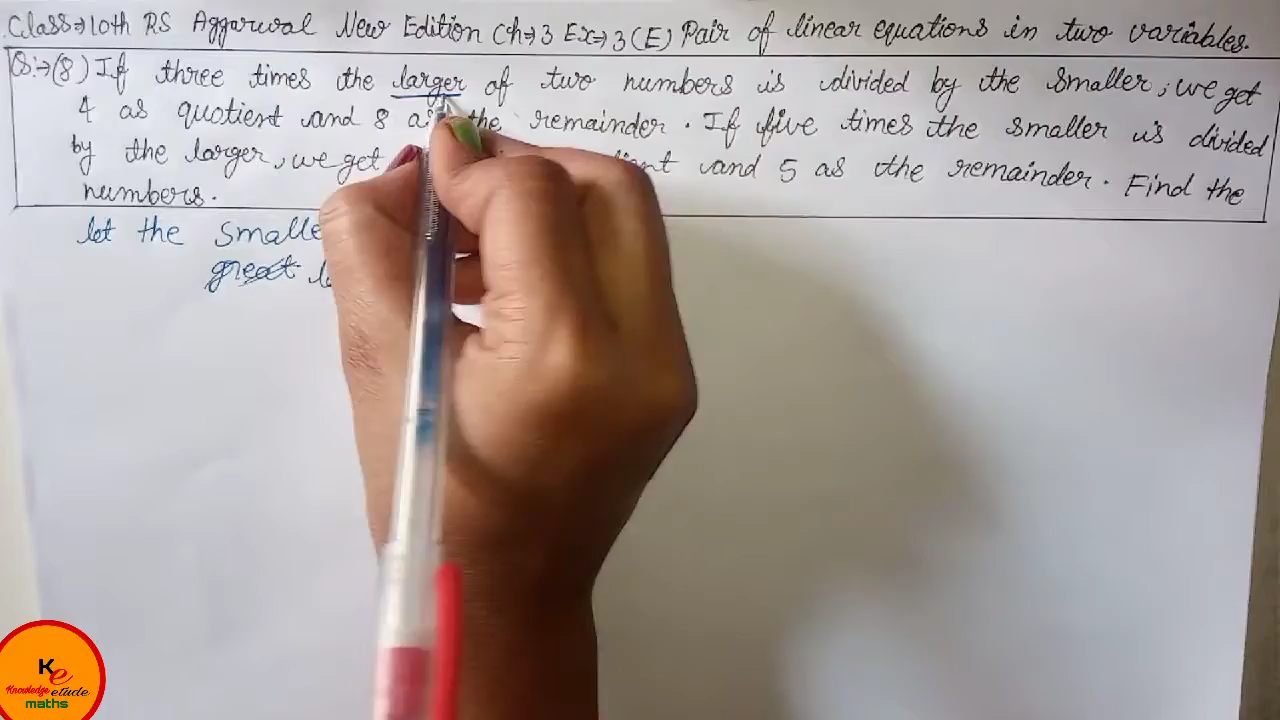 Class→10th RS Aggarwal New Edition Ch→3 Ex→3(E) Pair of linear equations in two variables.
Q:→(8) If three times the larger of two numbers is divided by the smaller, we get
4 as quotient and 8 the remainder. If five times the smaller is divided
by the larger, we get and 5 as the remainder. Find the
numbers.
let the
great
Ke
Knowledge etude
maths